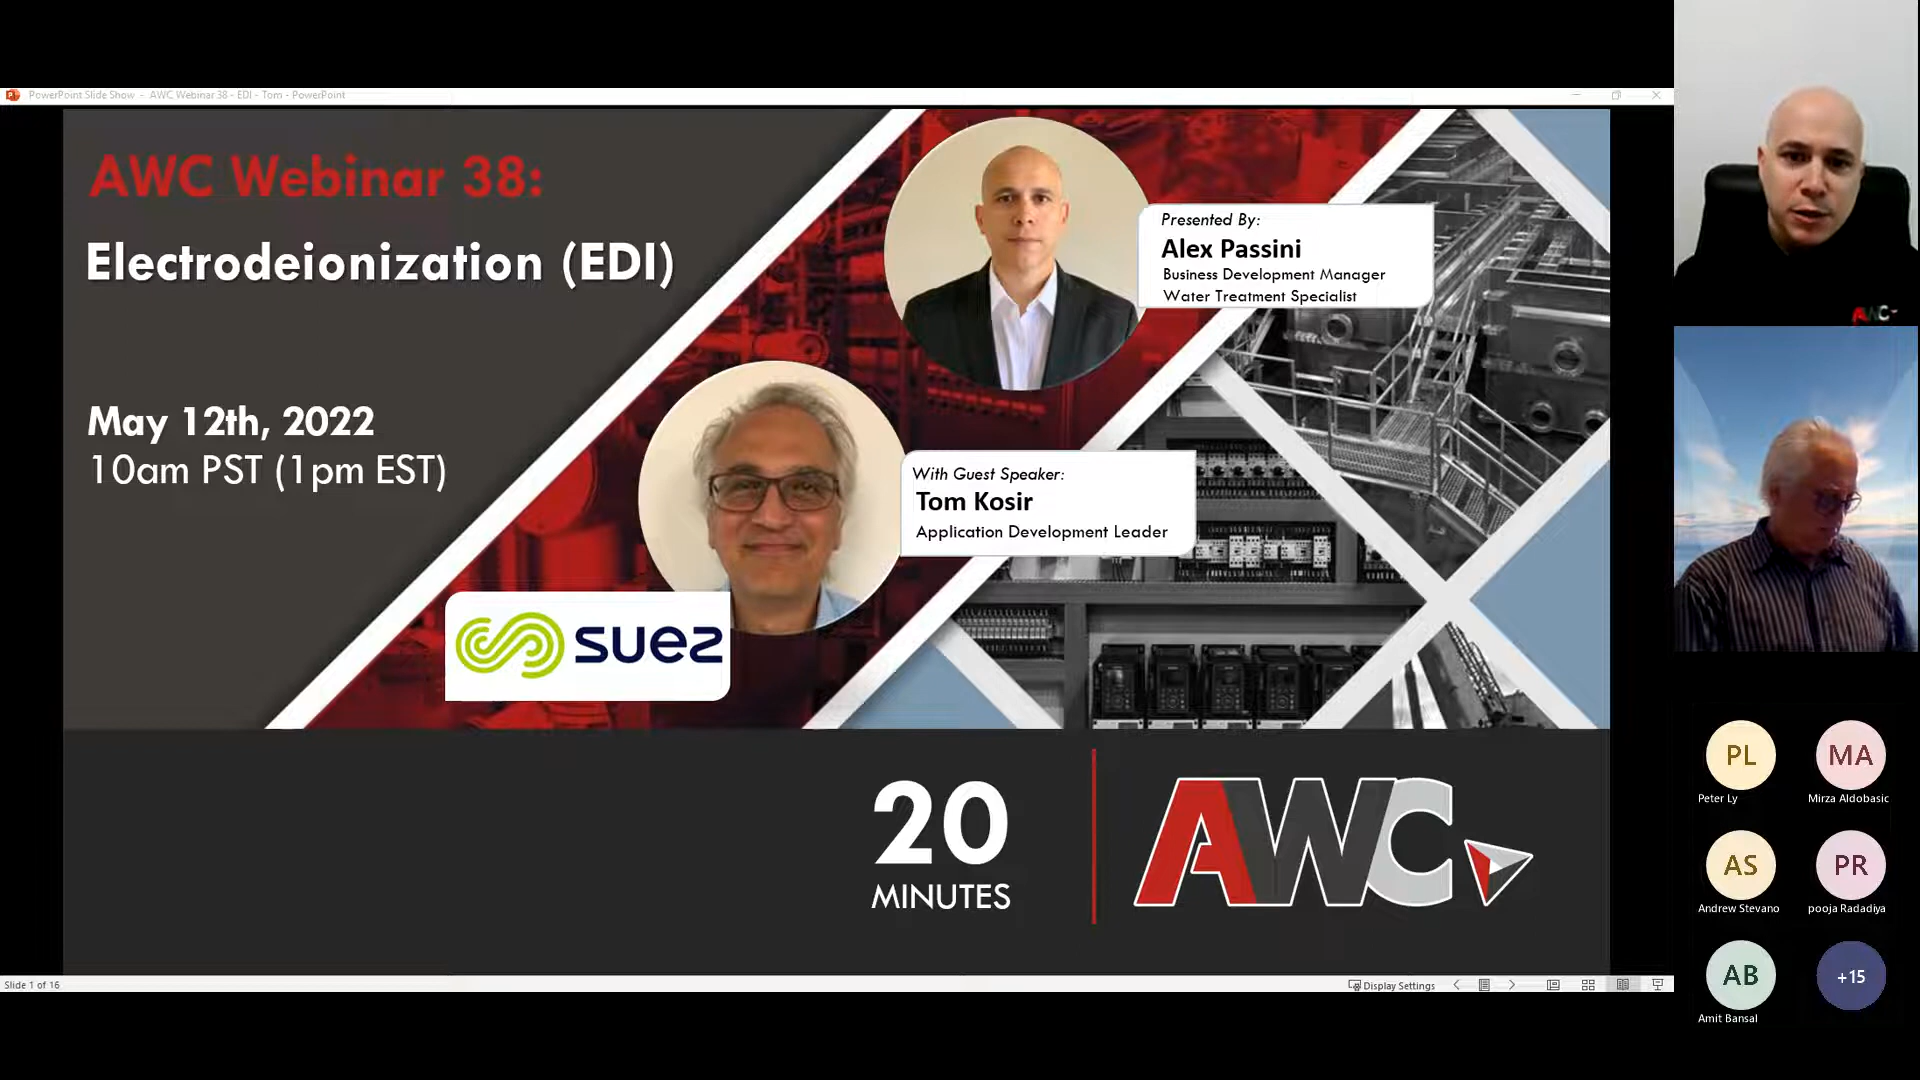 PowerPoint Slide Show - AWC Webinar 38 - EDI - Tom - PowerPoint
AWC Webinar 38:
Electrodeionization (EDI)
May 12th, 2022
10am PST (1pm EST)
Presented By:
Alex Passini
Business Development Manager
Water Treatment Specialist
With Guest Speaker:
Tom Kosir
Application Development Leader
suez
20
MINUTES
AWC
Slide 1 of 16
Display Settings
AWC
PL
Peter Ly
MA
Mirza Aldobasic
AS
Andrew Stevano
PR
pooja Radadiya
AB
Amit Bansal
+15